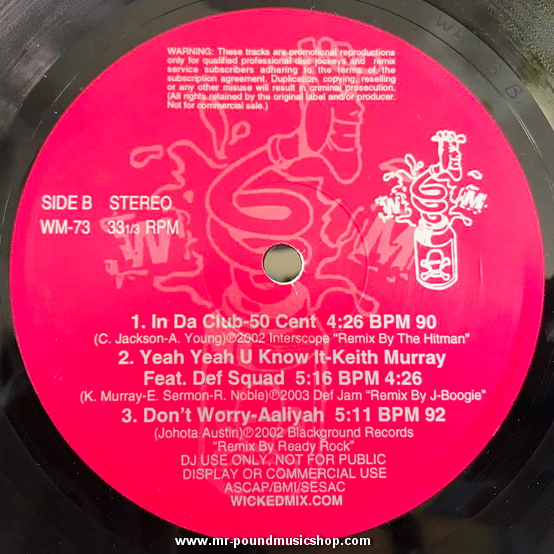 WARNING: These tracks are promotional reproductions
only for qualified professional disc jockeys and remix
service subscribers adhering to the terms of the
subscription agreement. Duplication, copying, reselling
or any other misuse will result in criminal prosecution.
(All rights retained by the original label and/or producer.
Not for commercial sale.)
SIDE B STEREO
WM-73 33 1/3 RPM
W M
W M
1. In Da Club-50 Cent 4:26 BPM 90
(C. Jackson-A. Young)℗2002 Interscope "Remix By The Hitman"
2. Yeah Yeah U Know It-Keith Murray
Feat. Def Squad 5:16 BPM 4:26
(K. Murray-E. Sermon-R. Noble)℗2003 Def Jam "Remix By J-Boogie"
3. Don't Worry-Aaliyah 5:11 BPM 92
(Johota Austin)℗2002 Blackground Records
"Remix By Ready Rock"
DJ USE ONLY, NOT FOR PUBLIC
DISPLAY OR COMMERCIAL USE
ASCAP/BMI/SESAC
WICKEDMIX.COM
www.mr-poundmusicshop.com